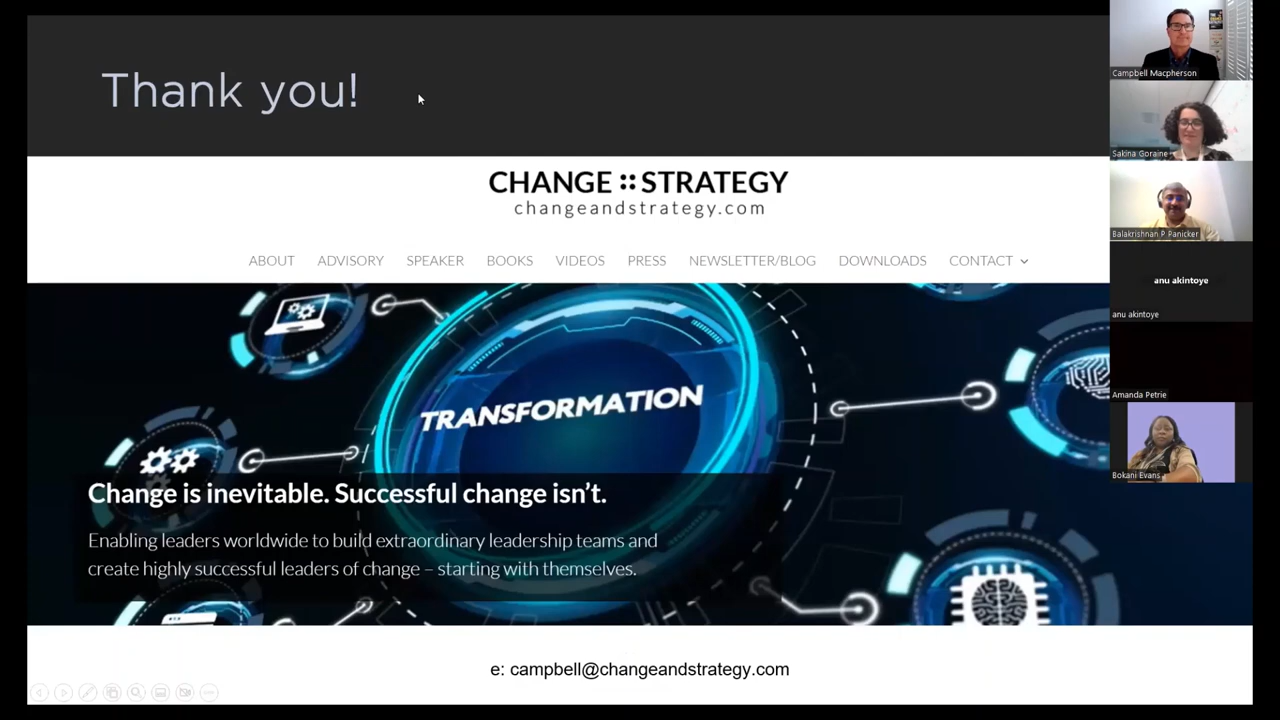 Thank you!
CHANGE :: STRATEGY
changeandstrategy.com
ABOUT ADVISORY SPEAKER BOOKS VIDEOS PRESS NEWSLETTER/BLOG DOWNLOADS CONTACT
TRANSFORMATION
Change is inevitable. Successful change isn’t.
Enabling leaders worldwide to build extraordinary leadership teams and
create highly successful leaders of change – starting with themselves.
e: campbell@changeandstrategy.com
Campbell Macpherson
Sakina Goraine
Balakrishnan P Panicker
anu akintoye
anu akintoye
Amanda Petrie
Bokani Evans